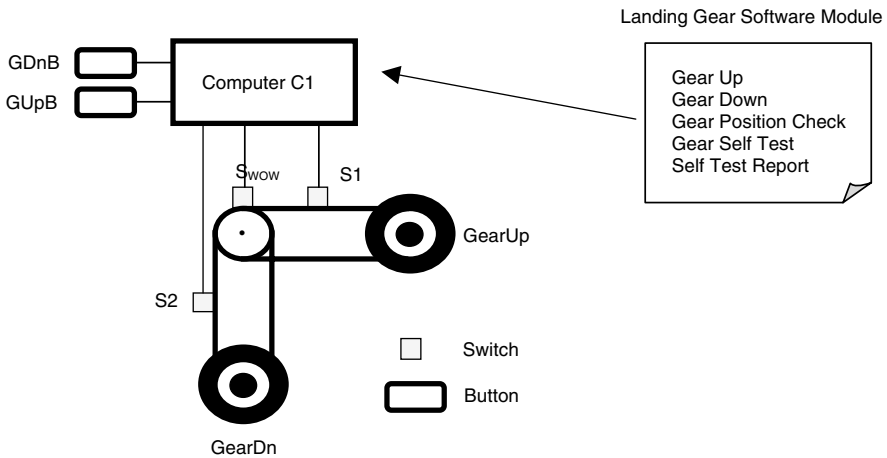 Landing Gear Software Module
GDnB
GUpB
Computer C1
Gear Up
Gear Down
Gear Position Check
Gear Self Test
Self Test Report
SWOW
S1
GearUp
S2
Switch
Button
GearDn